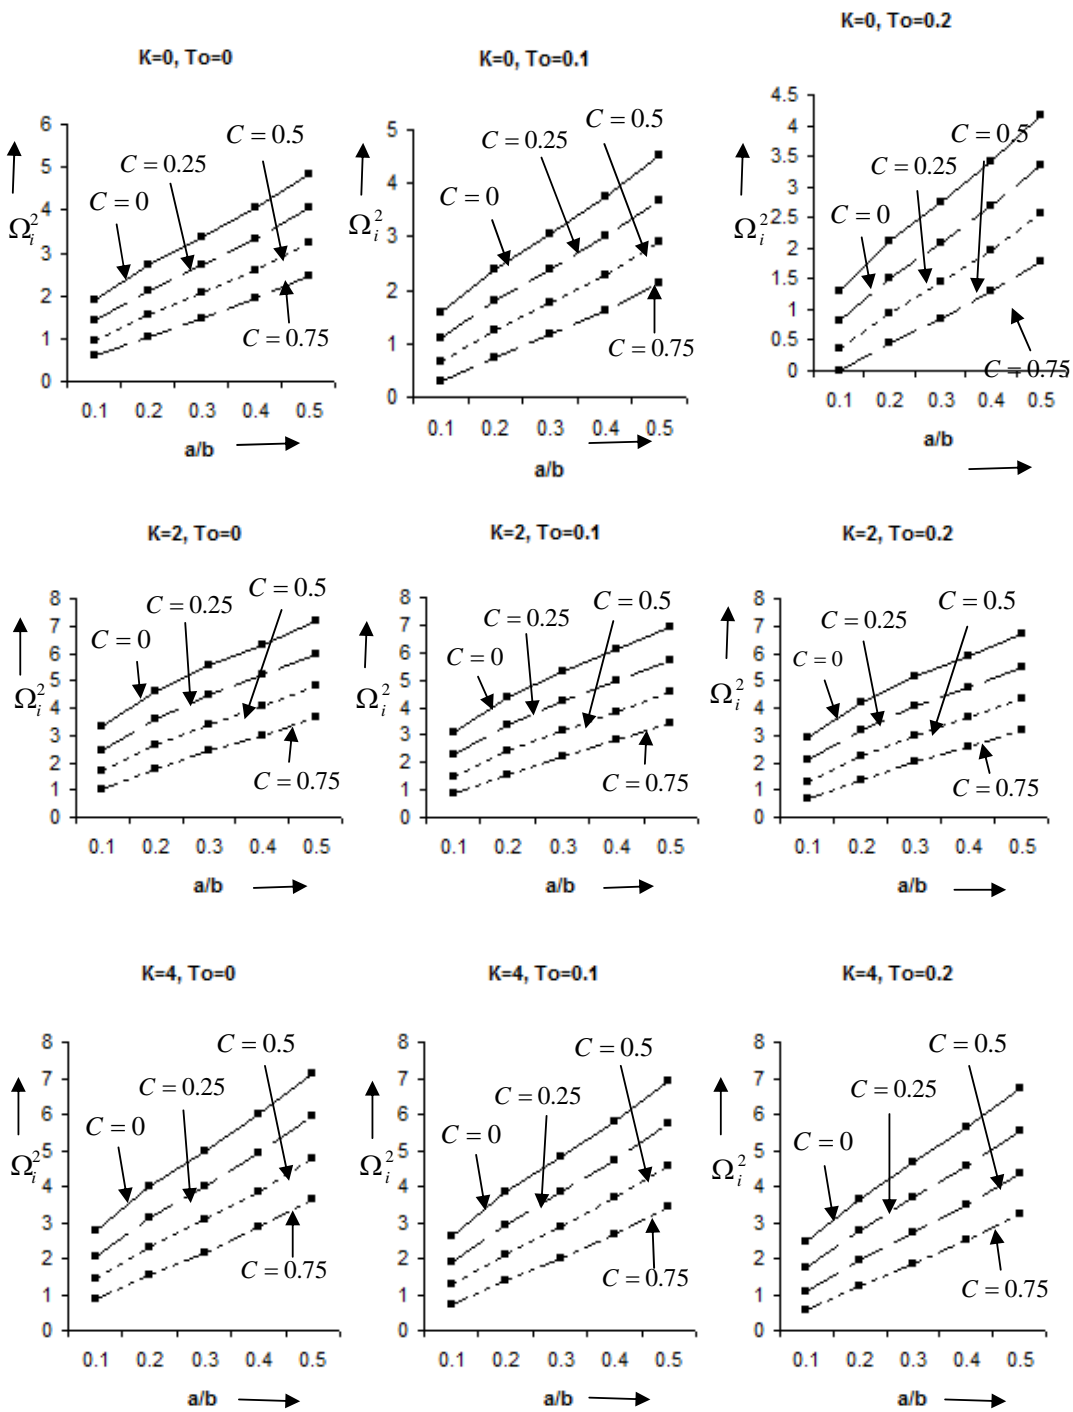 K=0, To=0
6
5
4
3
2
1
0
C = 0.5
C = 0.25
C = 0
C = 0.75
Ω_i^2
0.1 0.2 0.3 0.4 0.5
a/b
K=0, To=0.1
5
4
3
2
1
0
C = 0.5
C = 0.25
C = 0
C = 0.75
Ω_i^2
0.1 0.2 0.3 0.4 0.5
a/b
K=0, To=0.2
4.5
4
3.5
3
2.5
2
1.5
1
0.5
0
C = 0.5
C = 0.25
C = 0
C = 0.75
Ω_i^2
0.1 0.2 0.3 0.4 0.5
a/b
K=2, To=0
8
7
6
5
4
3
2
1
0
C = 0.5
C = 0.25
C = 0
C = 0.75
Ω_i^2
0.1 0.2 0.3 0.4 0.5
a/b
K=2, To=0.1
8
7
6
5
4
3
2
1
0
C = 0.5
C = 0.25
C = 0
C = 0.75
Ω_i^2
0.1 0.2 0.3 0.4 0.5
a/b
K=2, To=0.2
8
7
6
5
4
3
2
1
0
C = 0.5
C = 0.25
C = 0
C = 0.75
Ω_i^2
0.1 0.2 0.3 0.4 0.5
a/b
K=4, To=0
8
7
6
5
4
3
2
1
0
C = 0.5
C = 0.25
C = 0
C = 0.75
Ω_i^2
0.1 0.2 0.3 0.4 0.5
a/b
K=4, To=0.1
8
7
6
5
4
3
2
1
0
C = 0.5
C = 0.25
C = 0
C = 0.75
Ω_i^2
0.1 0.2 0.3 0.4 0.5
a/b
K=4, To=0.2
8
7
6
5
4
3
2
1
0
C = 0.5
C = 0.25
C = 0
C = 0.75
Ω_i^2
0.1 0.2 0.3 0.4 0.5
a/b